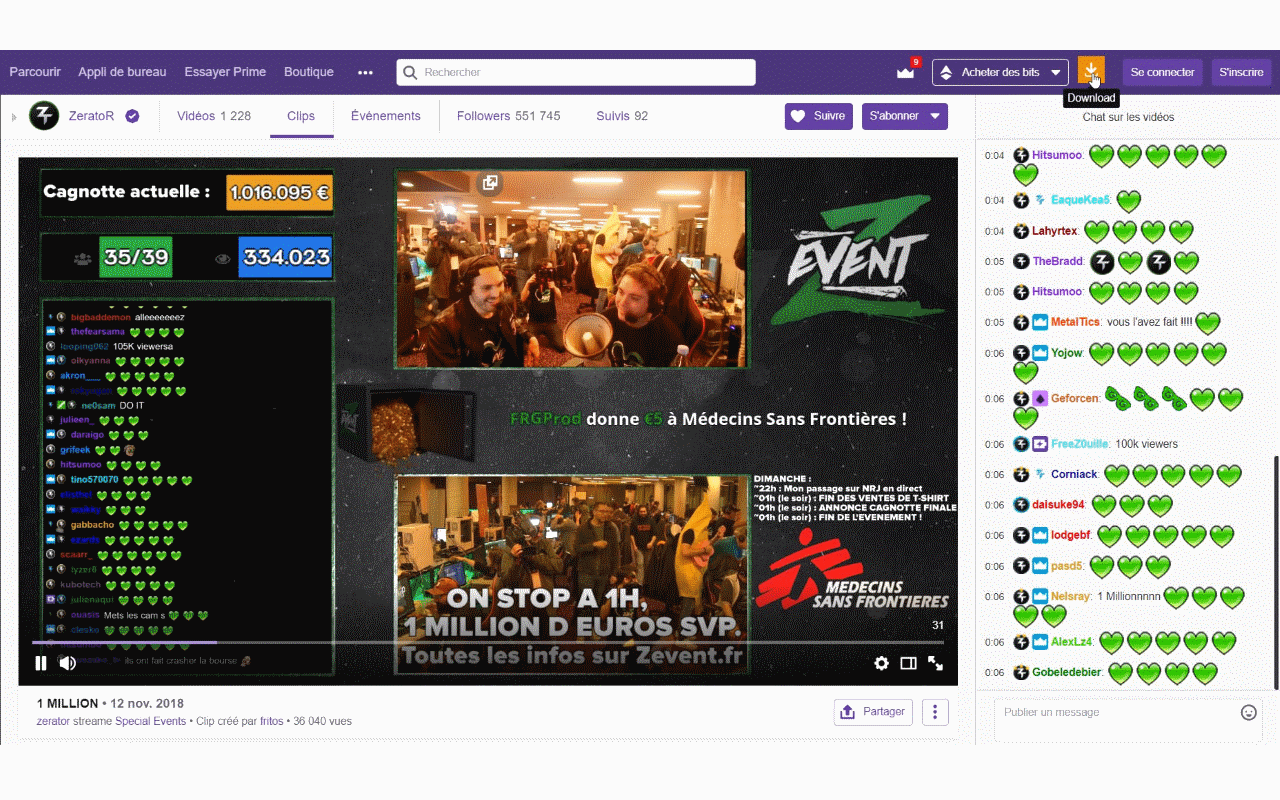 Parcourir Appli de bureau Essayer Prime Boutique ••• Rechercher 9 Acheter des bits Se connecter S'inscrire
Download
ZeratoR Vidéos 1 228 Clips Événements Followers 551 745 Suivis 92 Suivre S'abonner
Chat sur les vidéos
Cagnotte actuelle : 1.016.095 €
35/39 334.023
Z EVENT
bigbaddemon alleeeeeeez
thefearsama
105K viewersa
oikyanna
akron___
ne0sam DO IT
julieen_
daraigo
grifeek
hitsumoo
tino570070
gabbacho
scaarr_
tyzer6
kubotech
julienaqui
Mets les cam s
ils ont fait crasher la bourse
FRGProd donne €5 à Médecins Sans Frontières !
DIMANCHE :
~22h : Mon passage sur NRJ en direct
~01h (le soir) : FIN DES VENTES DE T-SHIRT
~01h (le soir) : ANNONCE CAGNOTTE FINALE
~01h (le soir) : FIN DE L'EVENEMENT !
MEDECINS
SANS FRONTIERES
ON STOP A 1H,
1 MILLION D EUROS SVP.
Toutes les infos sur Zevent.fr
31
1 MILLION • 12 nov. 2018
zerator streame Special Events • Clip créé par fritos • 36 040 vues
Partager
0:04 Hitsumoo:
0:04 EaqueKea5:
0:04 Lahyrtex:
0:05 TheBradd:
0:05 Hitsumoo:
0:05 MetalTics: vous l'avez fait !!!!
0:06 Yojow:
0:06 Geforcen:
0:06 FreeZ0uille: 100k viewers
0:06 Corniack:
0:06 daisuke94:
0:06 lodgebf:
0:06 pasd5:
0:06 Nelsray: 1 Millionnnnn
0:06 AlexLz4:
0:06 Gobeledebier:
Publier un message